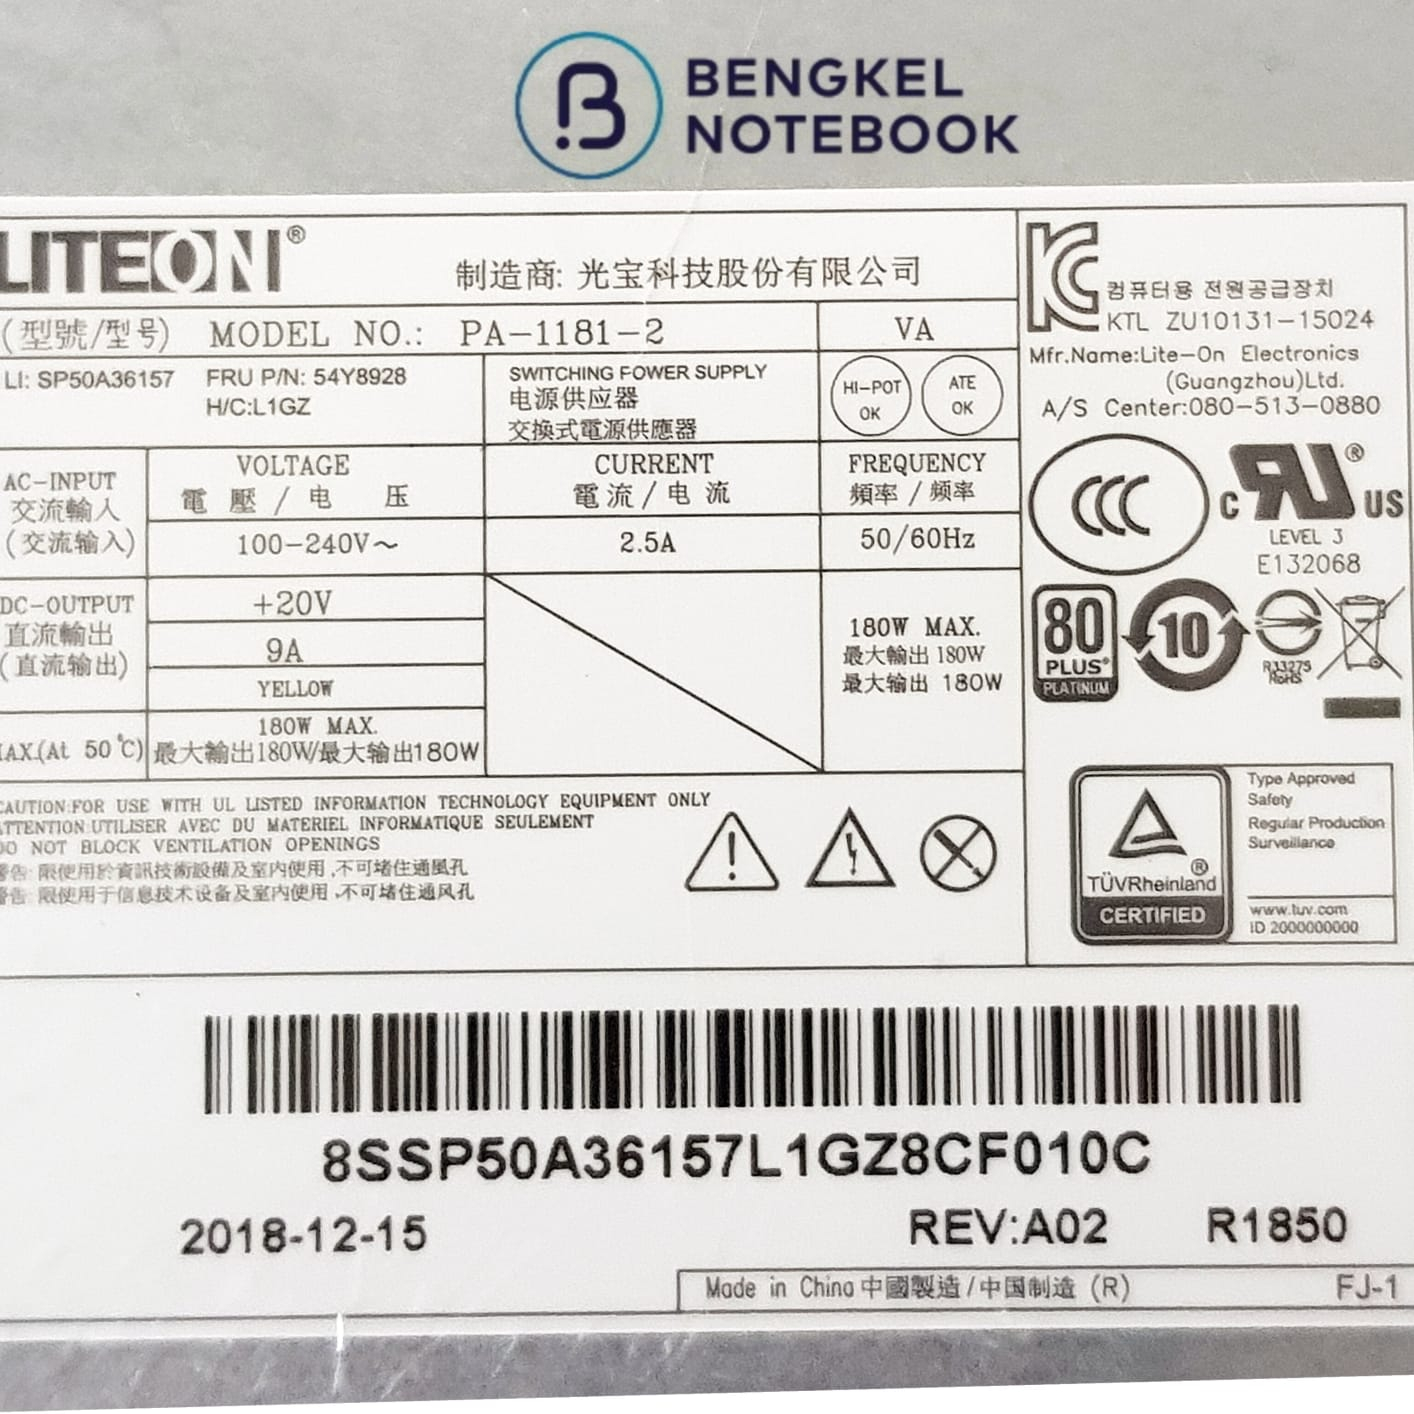 BENGKEL
NOTEBOOK
LITEON®
制造商: 光宝科技股份有限公司
(型號/型号) MODEL NO.: PA-1181-2
VA
LI: SP50A36157 FRU P/N: 54Y8928
H/C:L1GZ
SWITCHING POWER SUPPLY
电源供应器
交換式電源供應器
HI-POT
OK
ATE
OK
AC-INPUT
交流輸入
(交流输入)
VOLTAGE
電 壓 / 电 压
CURRENT
電流 / 电 流
FREQUENCY
頻率 / 频率
100-240V~
2.5A
50/60Hz
DC-OUTPUT
直流輸出
(直流输出)
+20V
9A
YELLOW
180W MAX.
最大輸出 180W
最大输出 180W
MAX.(At 50℃)
180W MAX.
最大輸出180W/最大输出180W
CAUTION:FOR USE WITH UL LISTED INFORMATION TECHNOLOGY EQUIPMENT ONLY
ATTENTION:UTILISER AVEC DU MATERIEL INFORMATIQUE SEULEMENT
DO NOT BLOCK VENTILATION OPENINGS
警告: 限使用於資訊技術設備及室內使用 ,不可堵住通風孔
警告: 限使用于信息技术设备及室内使用 ,不可堵住通风孔
컴퓨터용 전원공급장치
KTL ZU10131-15024
Mfr.Name:Lite-On Electronics
(Guangzhou)Ltd.
A/S Center:080-513-0880
CCC
c RU ® US
LEVEL 3
E132068
80
PLUS®
PLATINUM
10
R33275
RoHS
TÜVRheinland®
CERTIFIED
Type Approved
Safety
Regular Production
Surveillance
www.tuv.com
ID 2000000000
8SSP50A36157L1GZ8CF010C
2018-12-15 REV:A02 R1850
Made in China 中國製造/中国制造 (R) FJ-1